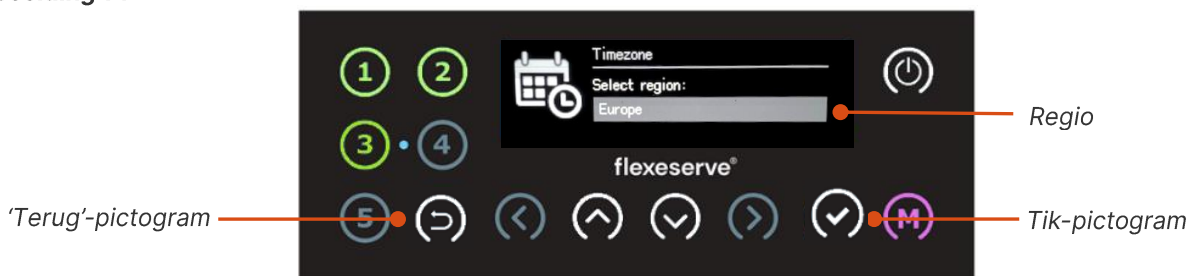 1
2
Timezone
Select region:
Europe
Regio
3
4
flexeserve®
'Terug'-pictogram
5
M
Tik-pictogram